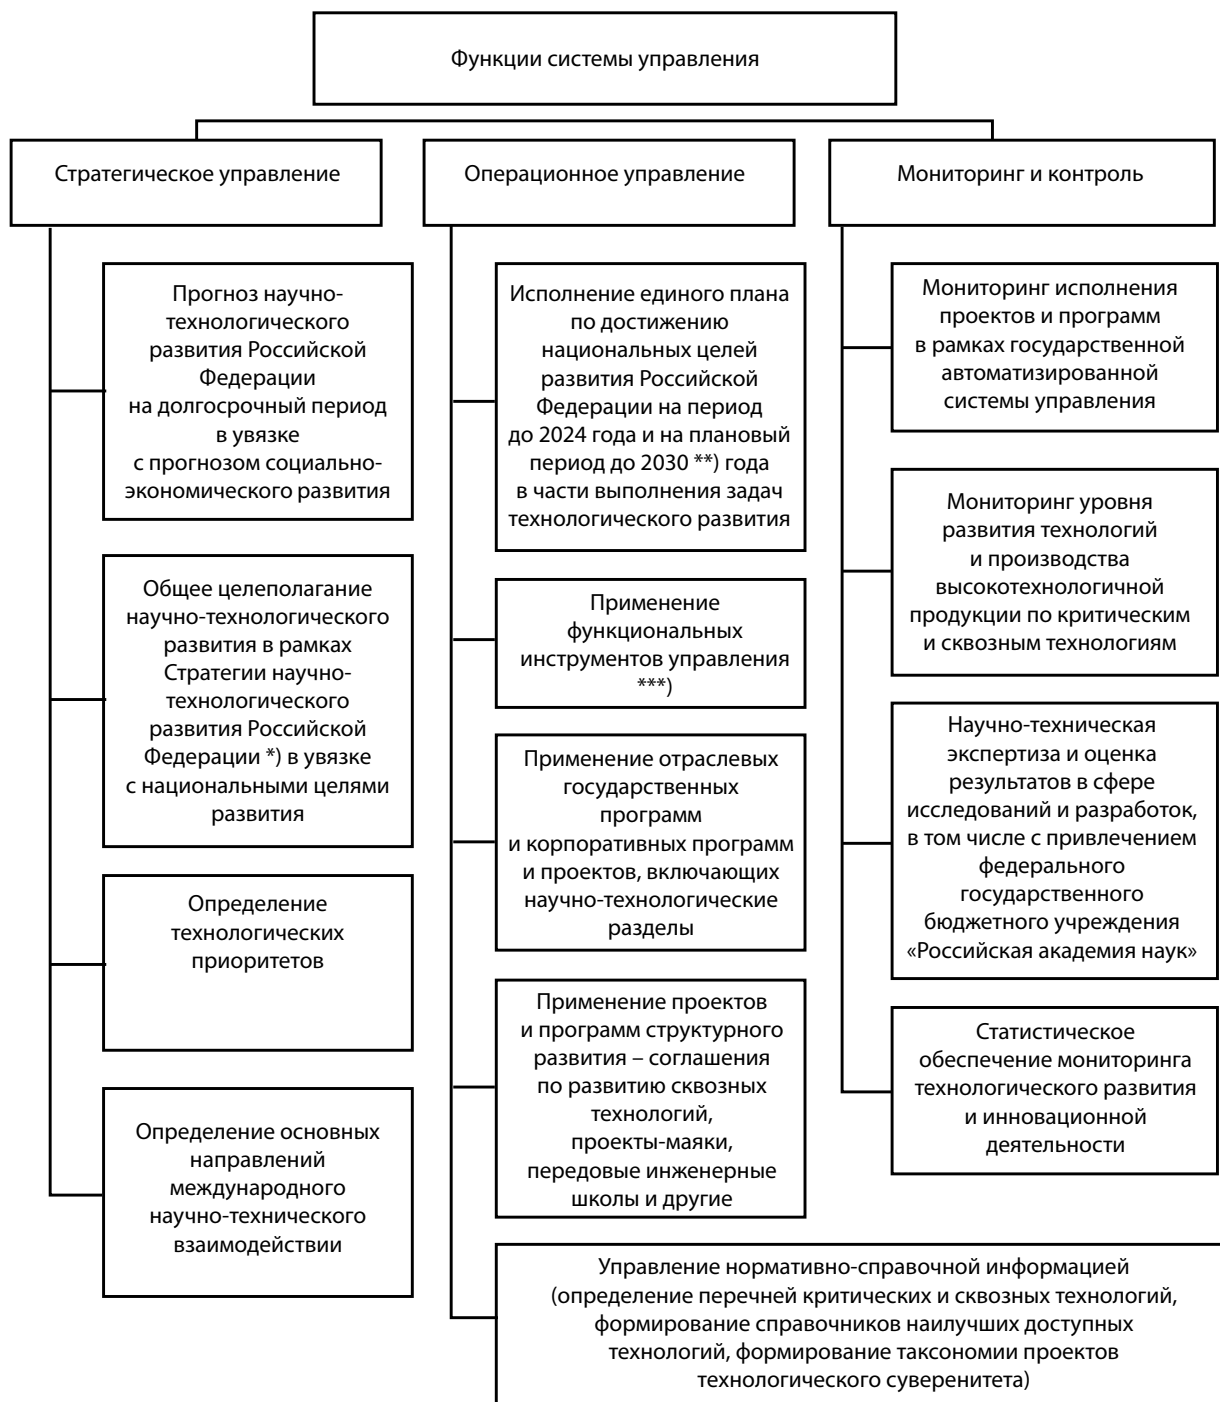 Функции системы управления
Стратегическое управление
Прогноз научно-
технологического
развития Российской
Федерации
на долгосрочный период
в увязке
с прогнозом социально-
экономического развития
Общее целеполагание
научно-технологического
развития в рамках
Стратегии научно-
технологического
развития Российской
Федерации *) в увязке
с национальными целями
развития
Определение
технологических
приоритетов
Определение основных
направлений
международного
научно-технического
взаимодействии
Операционное управление
Исполнение единого плана
по достижению
национальных целей
развития Российской
Федерации на период
до 2024 года и на плановый
период до 2030 **) года
в части выполнения задач
технологического развития
Применение
функциональных
инструментов управления
***)
Применение отраслевых
государственных
программ
и корпоративных программ
и проектов, включающих
научно-технологические
разделы
Применение проектов
и программ структурного
развития – соглашения
по развитию сквозных
технологий,
проекты-маяки,
передовые инженерные
школы и другие
Управление нормативно-справочной информацией
(определение перечней критических и сквозных технологий,
формирование справочников наилучших доступных
технологий, формирование таксономии проектов
технологического суверенитета)
Мониторинг и контроль
Мониторинг исполнения
проектов и программ
в рамках государственной
автоматизированной
системы управления
Мониторинг уровня
развития технологий
и производства
высокотехнологичной
продукции по критическим
и сквозным технологиям
Научно-техническая
экспертиза и оценка
результатов в сфере
исследований и разработок,
в том числе с привлечением
федерального
государственного
бюджетного учреждения
«Российская академия наук»
Статистическое
обеспечение мониторинга
технологического развития
и инновационной
деятельности